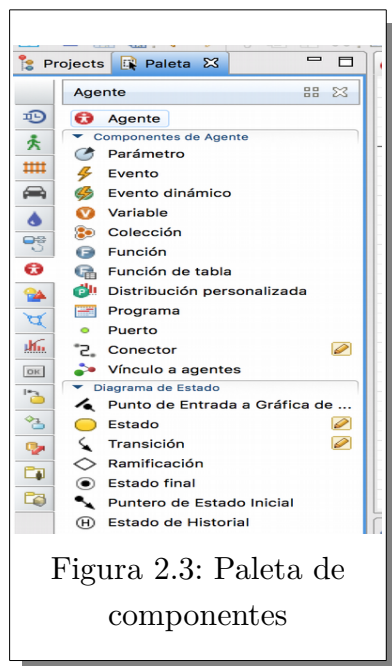 Projects Paleta
Agente
Agente
Componentes de Agente
Parámetro
Evento
Evento dinámico
Variable
Colección
Función
Función de tabla
Distribución personalizada
Programa
Puerto
Conector
Vínculo a agentes
Diagrama de Estado
Punto de Entrada a Gráfica de ...
Estado
Transición
Ramificación
Estado final
Puntero de Estado Inicial
Estado de Historial
OK
Figura 2.3: Paleta de
componentes